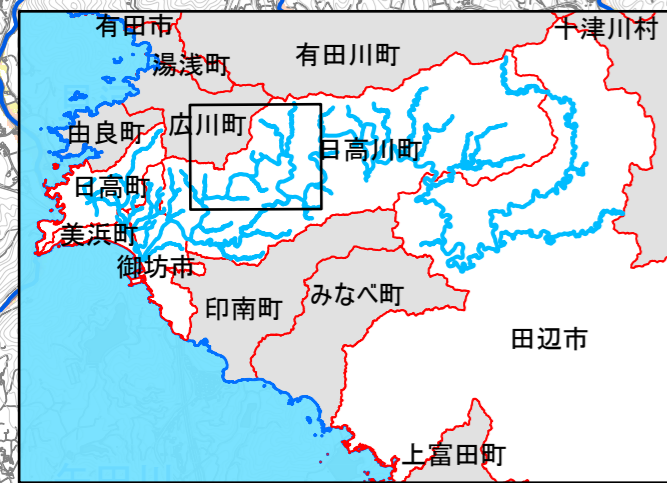 有田市
十津川村
有田川町
湯浅町
広川町
由良町
日高川町
日高町
美浜町
御坊市
みなべ町
印南町
田辺市
上富田町